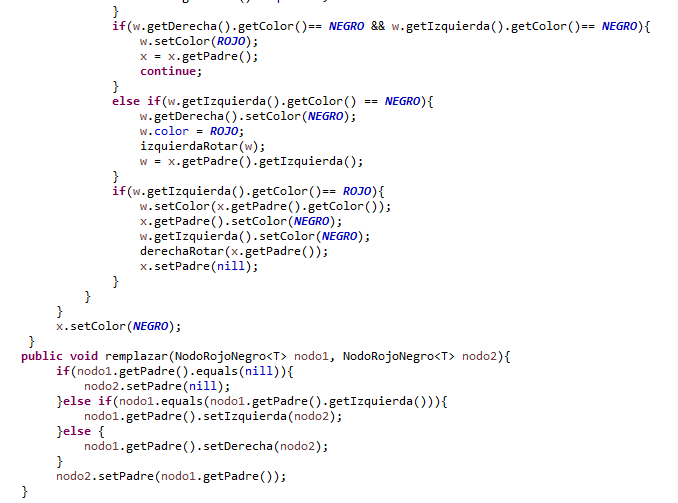 }
if(w.getDerecha().getColor()== NEGRO && w.getIzquierda().getColor()== NEGRO){
w.setColor(ROJO);
x = x.getPadre();
continue;
}
else if(w.getIzquierda().getColor() == NEGRO){
w.getDerecha().setColor(NEGRO);
w.color = ROJO;
izquierdaRotar(w);
w = x.getPadre().getIzquierda();
}
if(w.getIzquierda().getColor()== ROJO){
w.setColor(x.getPadre().getColor());
x.getPadre().setColor(NEGRO);
w.getIzquierda().setColor(NEGRO);
derechaRotar(x.getPadre());
x.setPadre(nill);
}
}
}
x.setColor(NEGRO);
}
public void remplazar(NodoRojoNegro<T> nodo1, NodoRojoNegro<T> nodo2){
if(nodo1.getPadre().equals(nill)){
nodo2.setPadre(nill);
}else if(nodo1.equals(nodo1.getPadre().getIzquierda())){
nodo1.getPadre().setIzquierda(nodo2);
}else {
nodo1.getPadre().setDerecha(nodo2);
}
nodo2.setPadre(nodo1.getPadre());
}